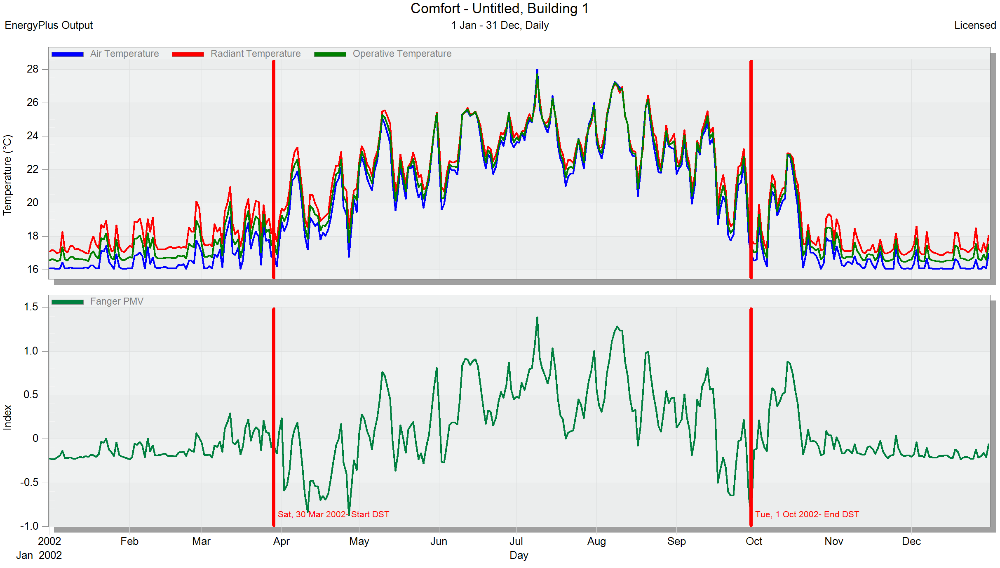 Comfort - Untitled, Building 1
EnergyPlus Output
1 Jan - 31 Dec, Daily
Licensed
Air Temperature
Radiant Temperature
Operative Temperature
28
26
24
22
20
18
16
Temperature (°C)
Fanger PMV
1.5
1.0
0.5
0
-0.5
-1.0
Index
Sat, 30 Mar 2002- Start DST
Tue, 1 Oct 2002- End DST
2002 Feb Mar Apr May Jun Jul Aug Sep Oct Nov Dec
Jan 2002
Day